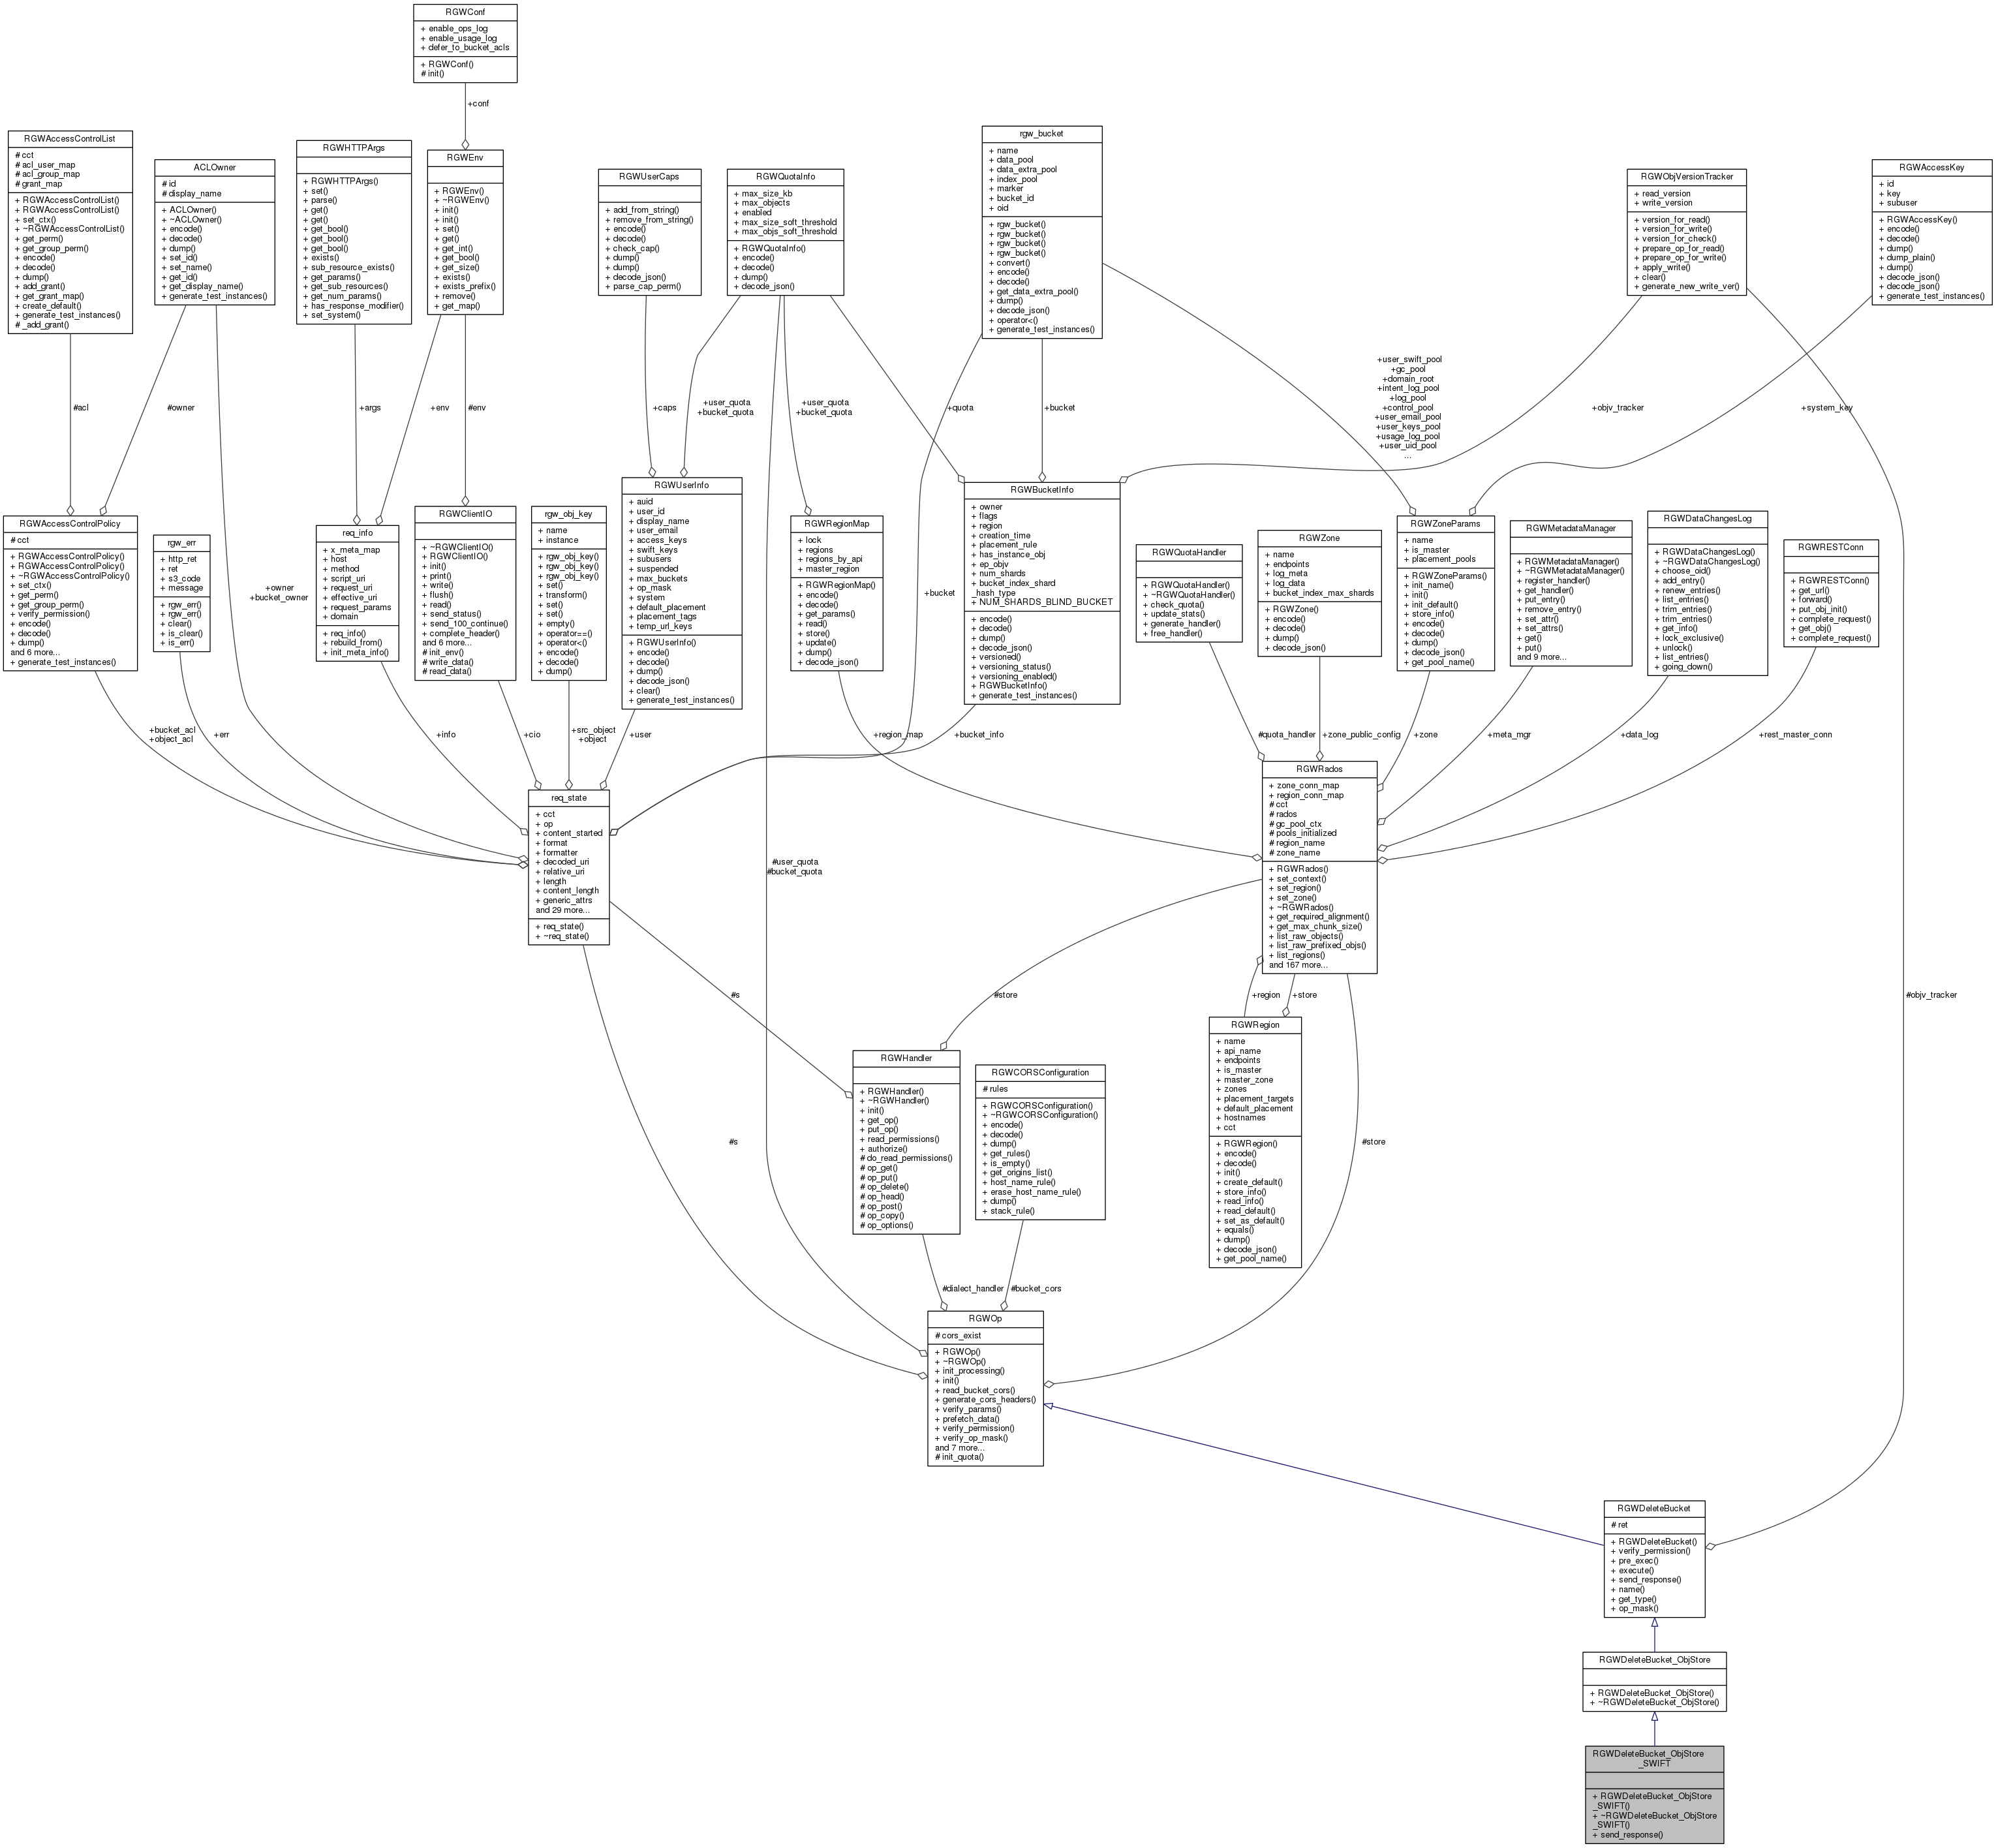 RGWConf
+ enable_ops_log
+ enable_usage_log
+ defer_to_bucket_acls
+ RGWConf()
# init()
+conf
RGWAccessControlList
# cct
# acl_user_map
# acl_group_map
# grant_map
+ RGWAccessControlList()
+ RGWAccessControlList()
+ set_ctx()
+ ~RGWAccessControlList()
+ get_perm()
+ get_group_perm()
+ encode()
+ decode()
+ dump()
+ add_grant()
+ get_grant_map()
+ create_default()
+ generate_test_instances()
# _add_grant()
ACLOwner
# id
# display_name
+ ACLOwner()
+ ~ACLOwner()
+ encode()
+ decode()
+ dump()
+ set_id()
+ set_name()
+ get_id()
+ get_display_name()
+ generate_test_instances()
RGWHTTPArgs
+ RGWHTTPArgs()
+ set()
+ parse()
+ get()
+ get()
+ get_bool()
+ get_bool()
+ get_bool()
+ exists()
+ sub_resource_exists()
+ get_params()
+ get_sub_resources()
+ get_num_params()
+ has_response_modifier()
+ set_system()
RGWEnv
+ RGWEnv()
+ ~RGWEnv()
+ init()
+ init()
+ set()
+ get()
+ get_int()
+ get_bool()
+ get_size()
+ exists()
+ exists_prefix()
+ remove()
+ get_map()
RGWUserCaps
+ add_from_string()
+ remove_from_string()
+ encode()
+ decode()
+ check_cap()
+ dump()
+ dump()
+ decode_json()
+ parse_cap_perm()
RGWQuotaInfo
+ max_size_kb
+ max_objects
+ enabled
+ max_size_soft_threshold
+ max_objs_soft_threshold
+ RGWQuotaInfo()
+ encode()
+ decode()
+ dump()
+ decode_json()
rgw_bucket
+ name
+ data_pool
+ data_extra_pool
+ index_pool
+ marker
+ bucket_id
+ oid
+ rgw_bucket()
+ rgw_bucket()
+ rgw_bucket()
+ rgw_bucket()
+ convert()
+ encode()
+ decode()
+ get_data_extra_pool()
+ dump()
+ decode_json()
+ operator<()
+ generate_test_instances()
RGWObjVersionTracker
+ read_version
+ write_version
+ version_for_read()
+ version_for_write()
+ version_for_check()
+ prepare_op_for_read()
+ prepare_op_for_write()
+ apply_write()
+ clear()
+ generate_new_write_ver()
RGWAccessKey
+ id
+ key
+ subuser
+ RGWAccessKey()
+ encode()
+ decode()
+ dump()
+ dump_plain()
+ dump()
+ decode_json()
+ decode_json()
+ generate_test_instances()
#acl
#owner
+args
+env
#env
+caps
+user_quota
+bucket_quota
+user_quota
+bucket_quota
+quota
+bucket
+user_swift_pool
+gc_pool
+domain_root
+intent_log_pool
+log_pool
+control_pool
+user_email_pool
+user_keys_pool
+usage_log_pool
+user_uid_pool
...
+objv_tracker
+system_key
RGWAccessControlPolicy
# cct
+ RGWAccessControlPolicy()
+ RGWAccessControlPolicy()
+ ~RGWAccessControlPolicy()
+ set_ctx()
+ get_perm()
+ get_group_perm()
+ verify_permission()
+ encode()
+ decode()
+ dump()
and 6 more...
+ generate_test_instances()
rgw_err
+ http_ret
+ ret
+ s3_code
+ message
+ rgw_err()
+ rgw_err()
+ clear()
+ is_clear()
+ is_err()
+owner
+bucket_owner
req_info
+ x_meta_map
+ host
+ method
+ script_uri
+ request_uri
+ effective_uri
+ request_params
+ domain
+ req_info()
+ rebuild_from()
+ init_meta_info()
RGWClientIO
+ ~RGWClientIO()
+ RGWClientIO()
+ init()
+ print()
+ write()
+ flush()
+ read()
+ send_status()
+ send_100_continue()
+ complete_header()
and 6 more...
# init_env()
# write_data()
# read_data()
rgw_obj_key
+ name
+ instance
+ rgw_obj_key()
+ rgw_obj_key()
+ rgw_obj_key()
+ set()
+ transform()
+ set()
+ set()
+ empty()
+ operator==()
+ operator<()
+ encode()
+ decode()
+ dump()
RGWUserInfo
+ auid
+ user_id
+ display_name
+ user_email
+ access_keys
+ swift_keys
+ subusers
+ suspended
+ max_buckets
+ op_mask
+ system
+ default_placement
+ placement_tags
+ temp_url_keys
+ RGWUserInfo()
+ encode()
+ decode()
+ dump()
+ decode_json()
+ clear()
+ generate_test_instances()
RGWRegionMap
+ lock
+ regions
+ regions_by_api
+ master_region
+ RGWRegionMap()
+ encode()
+ decode()
+ get_params()
+ read()
+ store()
+ update()
+ dump()
+ decode_json()
+bucket
RGWBucketInfo
+ owner
+ flags
+ region
+ creation_time
+ placement_rule
+ has_instance_obj
+ ep_objv
+ num_shards
+ bucket_index_shard
_hash_type
+ NUM_SHARDS_BLIND_BUCKET
+ encode()
+ decode()
+ dump()
+ decode_json()
+ versioned()
+ versioning_status()
+ versioning_enabled()
+ RGWBucketInfo()
+ generate_test_instances()
RGWQuotaHandler
+ RGWQuotaHandler()
+ ~RGWQuotaHandler()
+ check_quota()
+ update_stats()
+ generate_handler()
+ free_handler()
RGWZone
+ name
+ endpoints
+ log_meta
+ log_data
+ bucket_index_max_shards
+ RGWZone()
+ encode()
+ decode()
+ dump()
+ decode_json()
RGWZoneParams
+ name
+ is_master
+ placement_pools
+ RGWZoneParams()
+ init_name()
+ init()
+ init_default()
+ store_info()
+ encode()
+ decode()
+ dump()
+ decode_json()
+ get_pool_name()
RGWMetadataManager
+ RGWMetadataManager()
+ ~RGWMetadataManager()
+ register_handler()
+ get_handler()
+ put_entry()
+ remove_entry()
+ set_attr()
+ set_attrs()
+ get()
+ put()
and 9 more...
RGWDataChangesLog
+ RGWDataChangesLog()
+ ~RGWDataChangesLog()
+ choose_oid()
+ add_entry()
+ renew_entries()
+ list_entries()
+ trim_entries()
+ trim_entries()
+ get_info()
+ lock_exclusive()
+ unlock()
+ list_entries()
+ going_down()
RGWRESTConn
+ RGWRESTConn()
+ get_url()
+ forward()
+ put_obj_init()
+ complete_request()
+ get_obj()
+ complete_request()
+bucket_acl
+object_acl
+err
+info
+cio
+src_object
+object
+user
+region_map
+bucket_info
#quota_handler
+zone_public_config
+zone
+meta_mgr
+data_log
+rest_master_conn
req_state
+ cct
+ op
+ content_started
+ format
+ formatter
+ decoded_uri
+ relative_uri
+ length
+ content_length
+ generic_attrs
and 29 more...
+ req_state()
+ ~req_state()
#user_quota
#bucket_quota
RGWRados
+ zone_conn_map
+ region_conn_map
# cct
# rados
# gc_pool_ctx
# pools_initialized
# region_name
# zone_name
+ RGWRados()
+ set_context()
+ set_region()
+ set_zone()
+ ~RGWRados()
+ get_required_alignment()
+ get_max_chunk_size()
+ list_raw_objects()
+ list_raw_prefixed_objs()
+ list_regions()
and 167 more...
#s
#store
+region
+store
#objv_tracker
RGWHandler
+ RGWHandler()
+ ~RGWHandler()
+ init()
+ get_op()
+ put_op()
+ read_permissions()
+ authorize()
# do_read_permissions()
# op_get()
# op_put()
# op_delete()
# op_head()
# op_post()
# op_copy()
# op_options()
RGWCORSConfiguration
# rules
+ RGWCORSConfiguration()
+ ~RGWCORSConfiguration()
+ encode()
+ decode()
+ dump()
+ get_rules()
+ is_empty()
+ get_origins_list()
+ host_name_rule()
+ erase_host_name_rule()
+ dump()
+ stack_rule()
RGWRegion
+ name
+ api_name
+ endpoints
+ is_master
+ master_zone
+ zones
+ placement_targets
+ default_placement
+ hostnames
+ cct
+ RGWRegion()
+ encode()
+ decode()
+ init()
+ create_default()
+ store_info()
+ read_info()
+ read_default()
+ set_as_default()
+ equals()
+ dump()
+ decode_json()
+ get_pool_name()
#s
#store
#dialect_handler
#bucket_cors
RGWOp
# cors_exist
+ RGWOp()
+ ~RGWOp()
+ init_processing()
+ init()
+ read_bucket_cors()
+ generate_cors_headers()
+ verify_params()
+ prefetch_data()
+ verify_permission()
+ verify_op_mask()
and 7 more...
# init_quota()
RGWDeleteBucket
# ret
+ RGWDeleteBucket()
+ verify_permission()
+ pre_exec()
+ execute()
+ send_response()
+ name()
+ get_type()
+ op_mask()
RGWDeleteBucket_ObjStore
+ RGWDeleteBucket_ObjStore()
+ ~RGWDeleteBucket_ObjStore()
RGWDeleteBucket_ObjStore
_SWIFT
+ RGWDeleteBucket_ObjStore
_SWIFT()
+ ~RGWDeleteBucket_ObjStore
_SWIFT()
+ send_response()